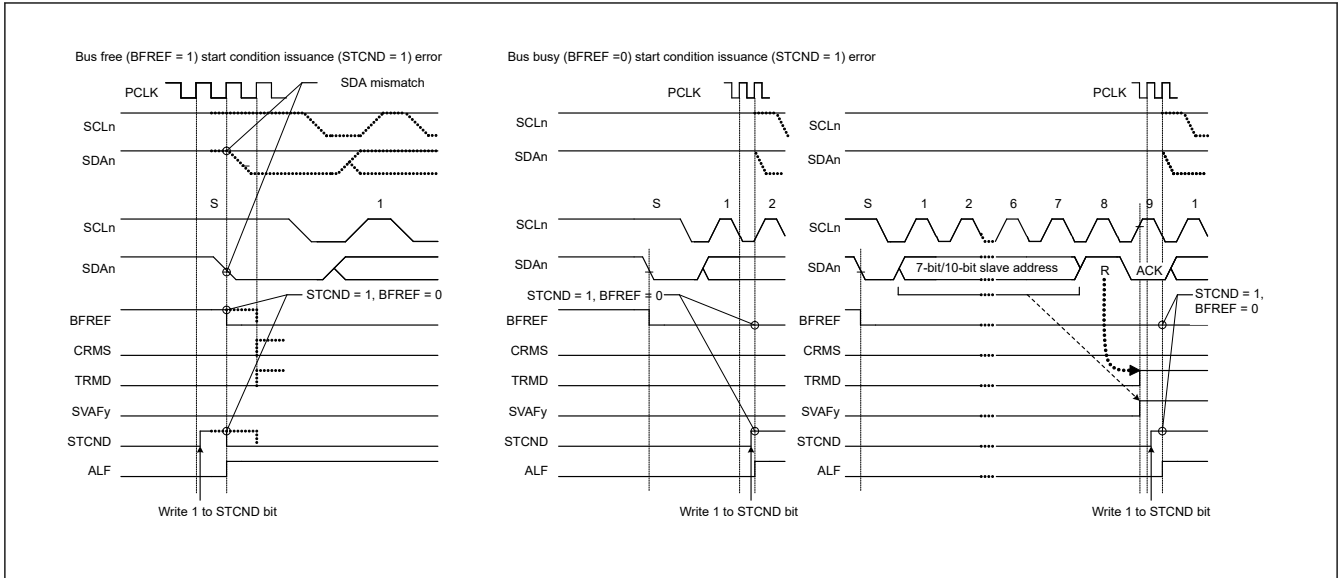 Bus free (BFREF = 1) start condition issuance (STCND = 1) error
PCLK
SDA mismatch
SCLn
SDAn
S
1
SCLn
SDAn
STCND = 1, BFREF = 0
BFREF
CRMS
TRMD
SVAFy
STCND
ALF
Write 1 to STCND bit
Bus busy (BFREF =0) start condition issuance (STCND = 1) error
PCLK
SCLn
SDAn
S 1 2
SCLn
SDAn
STCND = 1, BFREF = 0
BFREF
CRMS
TRMD
SVAFy
STCND
ALF
Write 1 to STCND bit
PCLK
SCLn
SDAn
S 1 2 6 7 8 9 1
SCLn
SDAn
7-bit/10-bit slave address R ACK
STCND = 1,
BFREF = 0
BFREF
CRMS
TRMD
SVAFy
STCND
ALF
Write 1 to STCND bit